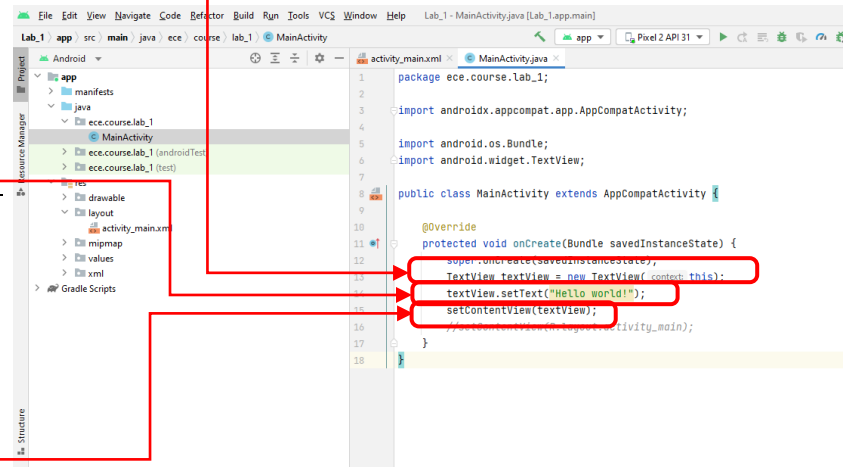 File Edit View Navigate Code Refactor Build Run Tools VCS Window Help Lab_1 - MainActivity.java [Lab_1.app.main]
Lab_1 app src main java ece course lab_1 MainActivity app Pixel 2 API 31
Project
Android
activity_main.xml
MainActivity.java
app
manifests
java
ece.course.lab_1
MainActivity
ece.course.lab_1 (androidTest)
ece.course.lab_1 (test)
res
drawable
layout
activity_main.xml
mipmap
values
xml
Gradle Scripts
Resource Manager
Structure
1 package ece.course.lab_1;
2
3 import androidx.appcompat.app.AppCompatActivity;
4
5 import android.os.Bundle;
6 import android.widget.TextView;
7
8 public class MainActivity extends AppCompatActivity {
9
10 @Override
11 protected void onCreate(Bundle savedInstanceState) {
12 super.onCreate(savedInstanceState);
13 TextView textView = new TextView( context: this);
14 textView.setText("Hello world!");
15 setContentView(textView);
16 //setContentView(R.layout.activity_main);
17 }
18 }